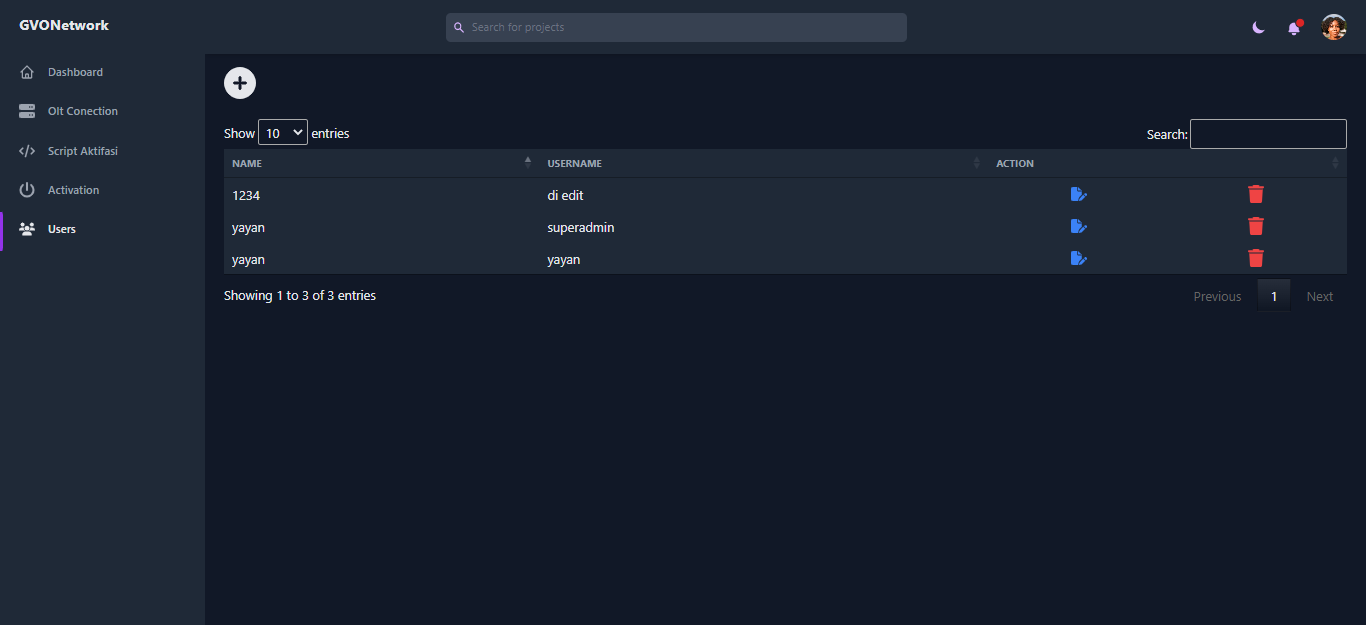 GVONetwork
Search for projects
Dashboard
Olt Conection
Script Aktifasi
Activation
Users
Show 10 entries
Search:
NAME USERNAME ACTION
1234 di edit
yayan superadmin
yayan yayan
Showing 1 to 3 of 3 entries
Previous 1 Next